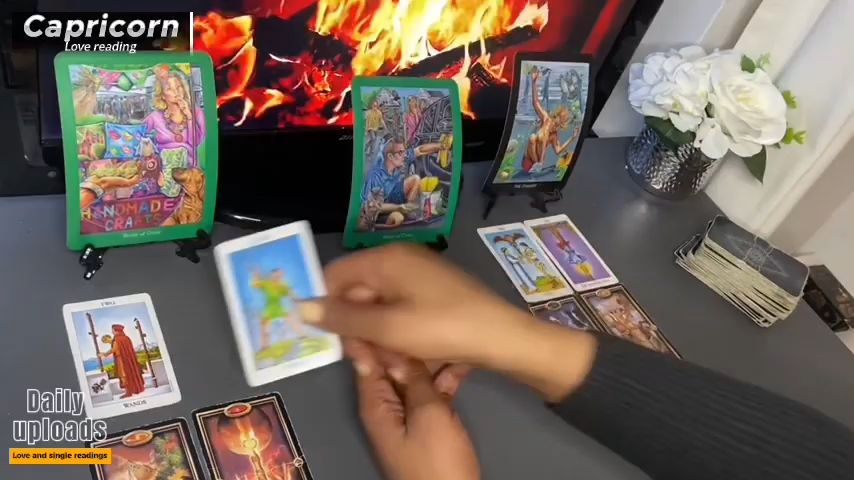 Capricorn
Love reading
HANDMADE
CRAFTS
TWO
WANDS
Daily
uploads
Love and single readings